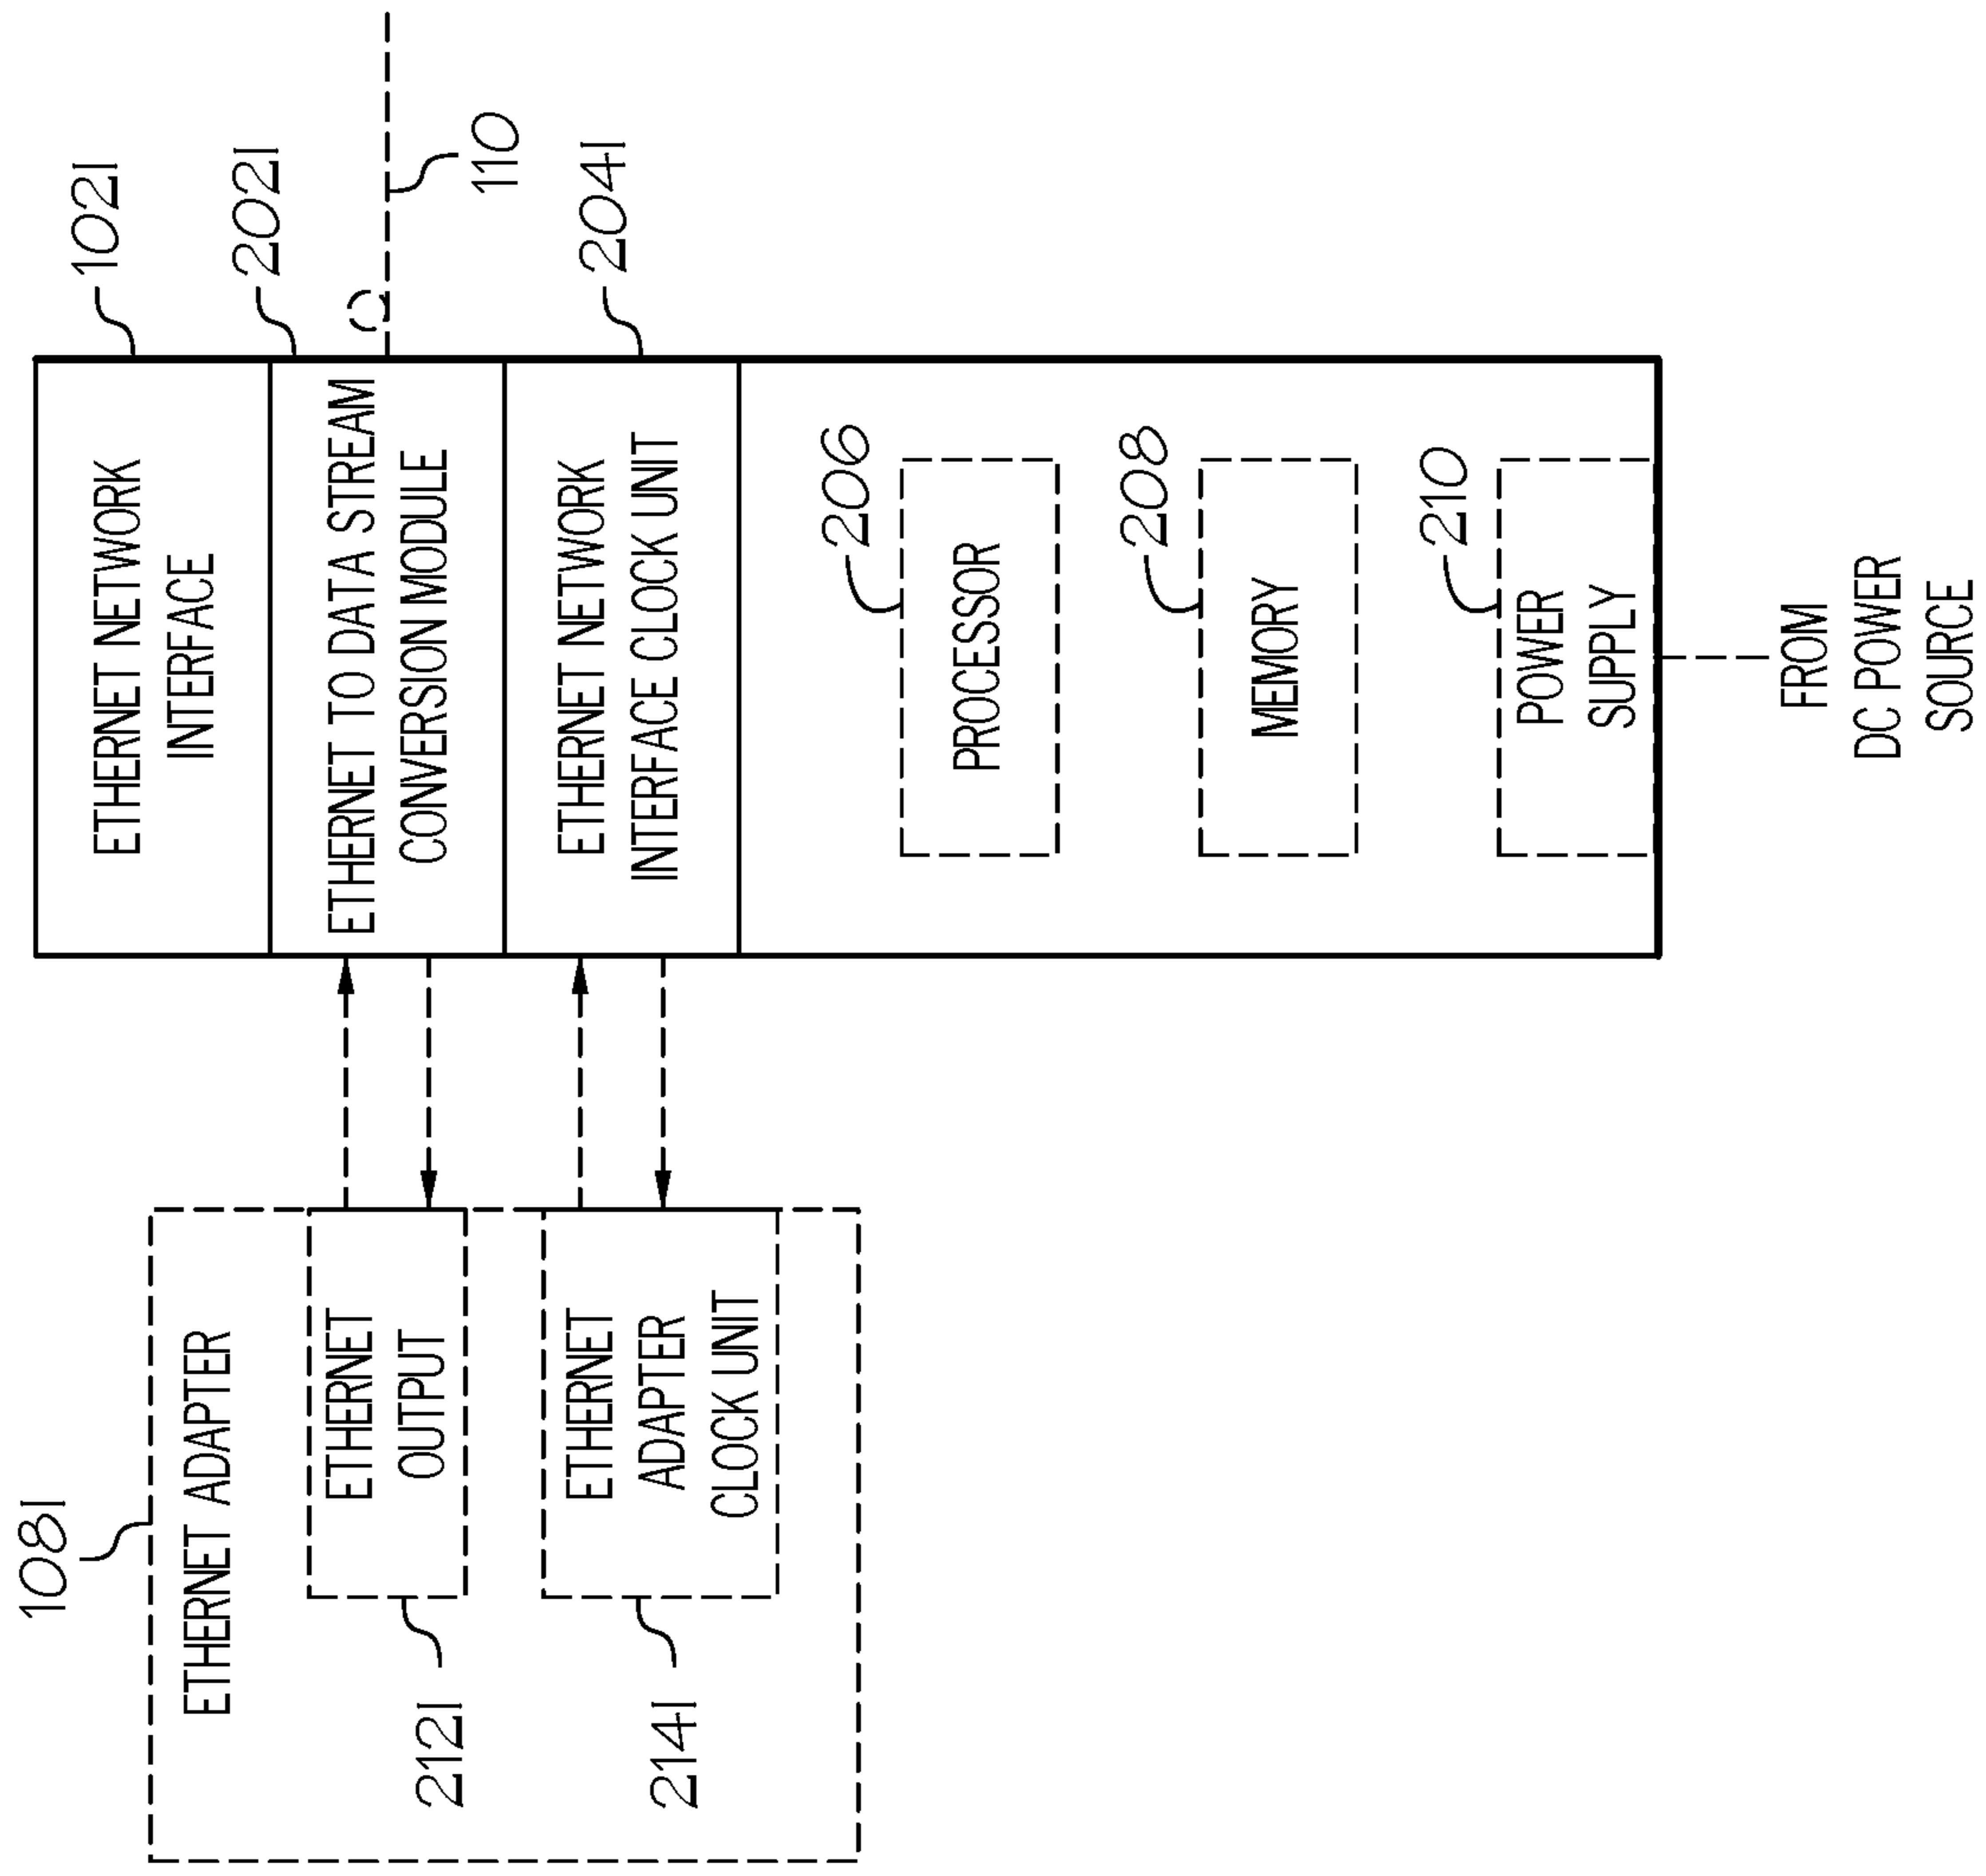 108I
ETHERNET ADAPTER
ETHERNET
OUTPUT
212I
ETHERNET
ADAPTER
CLOCK UNIT
214I
102I
ETHERNET NETWORK
INTERFACE
202I
ETHERNET TO DATA STREAM
CONVERSION MODULE
110
204I
ETHERNET NETWORK
INTERFACE CLOCK UNIT
206
PROCESSOR
208
MEMORY
210
POWER
SUPPLY
FROM
DC POWER
SOURCE